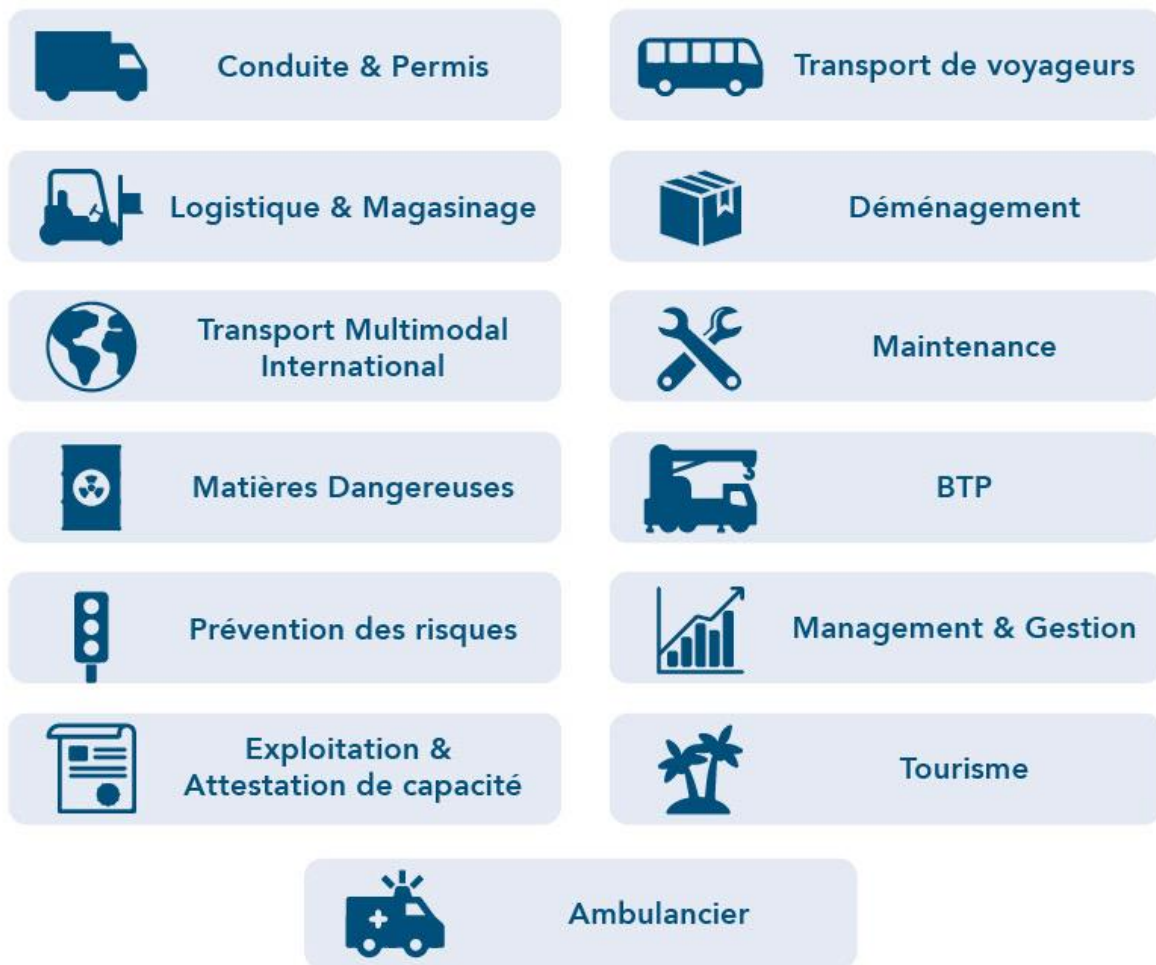 Conduite & Permis
Transport de voyageurs
Logistique & Magasinage
Déménagement
Transport Multimodal
International
Maintenance
Matières Dangereuses
BTP
Prévention des risques
Management & Gestion
Exploitation &
Attestation de capacité
Tourisme
Ambulancier